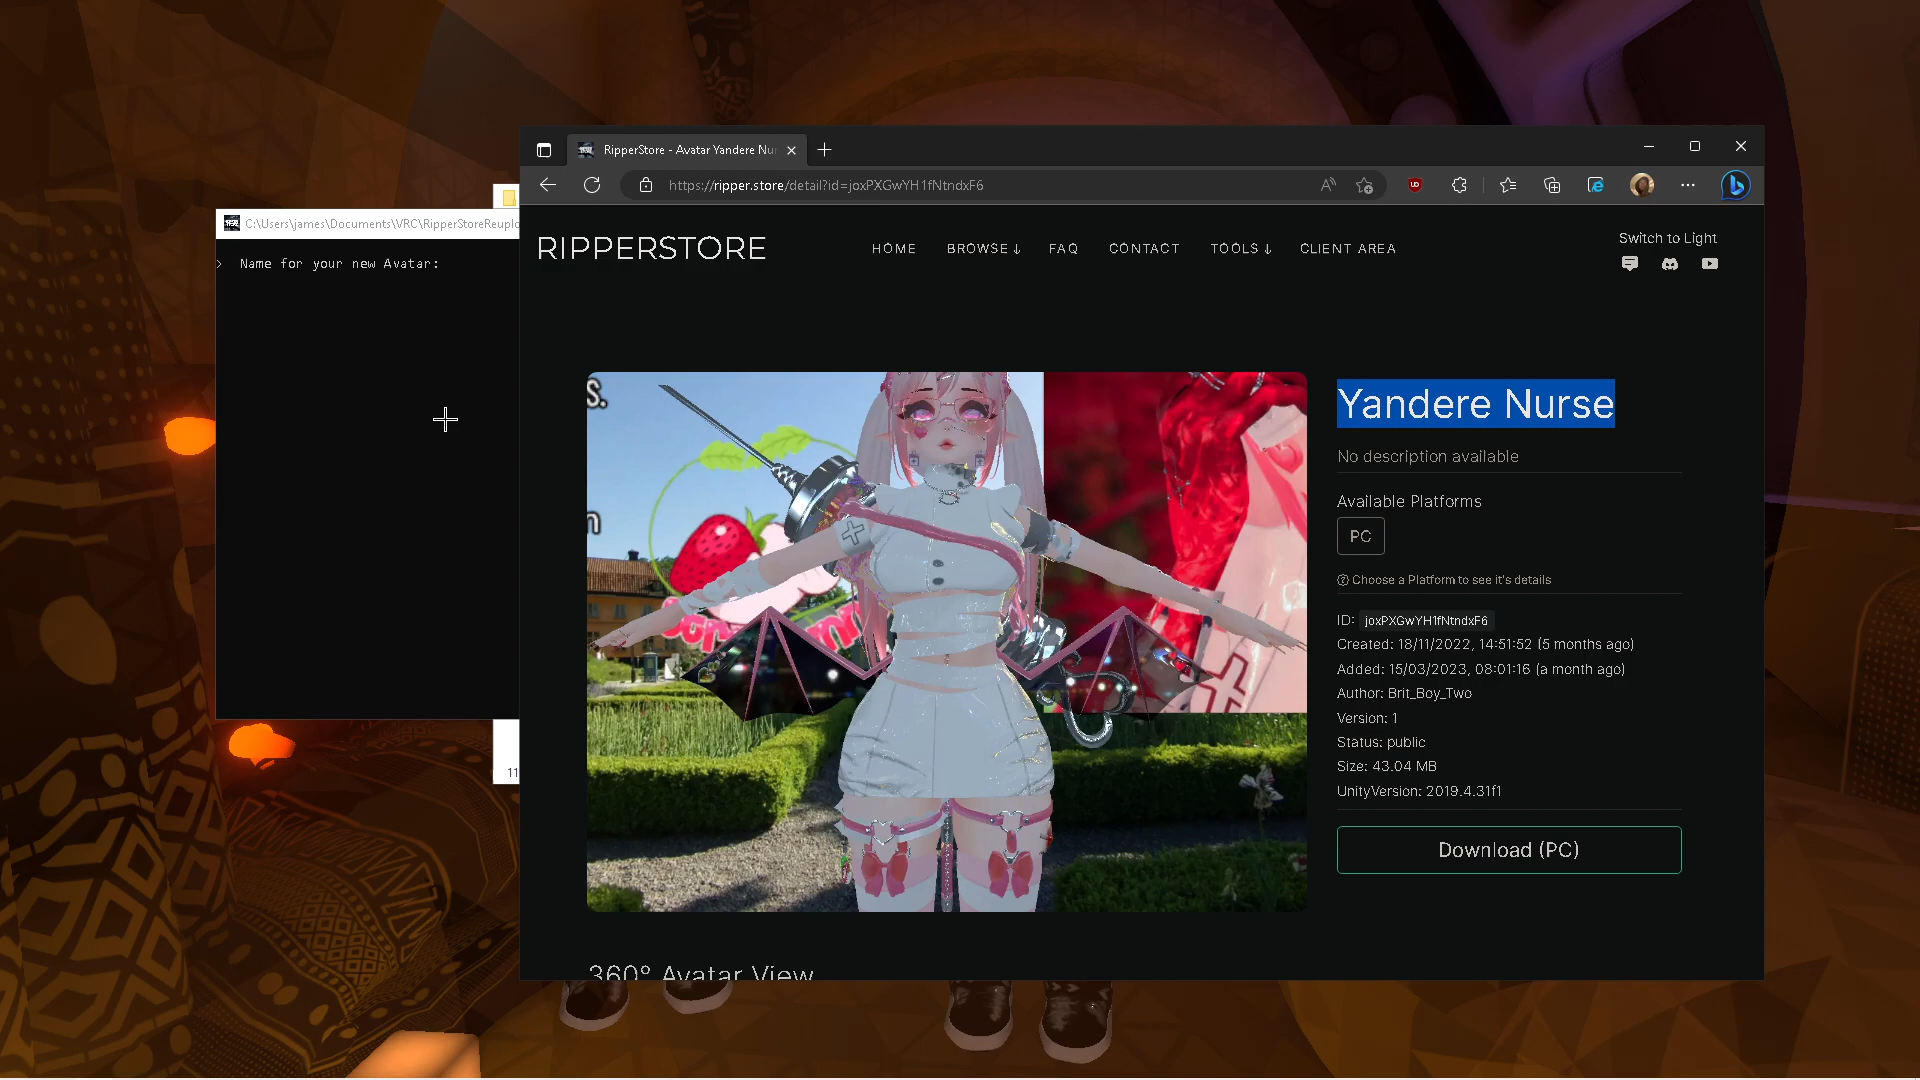 RipperStore - Avatar Yandere Nu
https://ripper.store/detail?id=joxPXGwYH1fNtndxF6
C:\Users\james\Documents\VRC\RipperStoreReuplo
> Name for your new Avatar:
RIPPERSTORE
HOME
BROWSE ↓
FAQ
CONTACT
TOOLS ↓
CLIENT AREA
Switch to Light
s.
n
Yandere Nurse
No description available
Available Platforms
PC
Choose a Platform to see it's details
ID: joxPXGwYH1fNtndxF6
Created: 18/11/2022, 14:51:52 (5 months ago)
Added: 15/03/2023, 08:01:16 (a month ago)
Author: Brit_Boy_Two
Version: 1
Status: public
Size: 43.04 MB
UnityVersion: 2019.4.31f1
Download (PC)
11
360° Avatar View